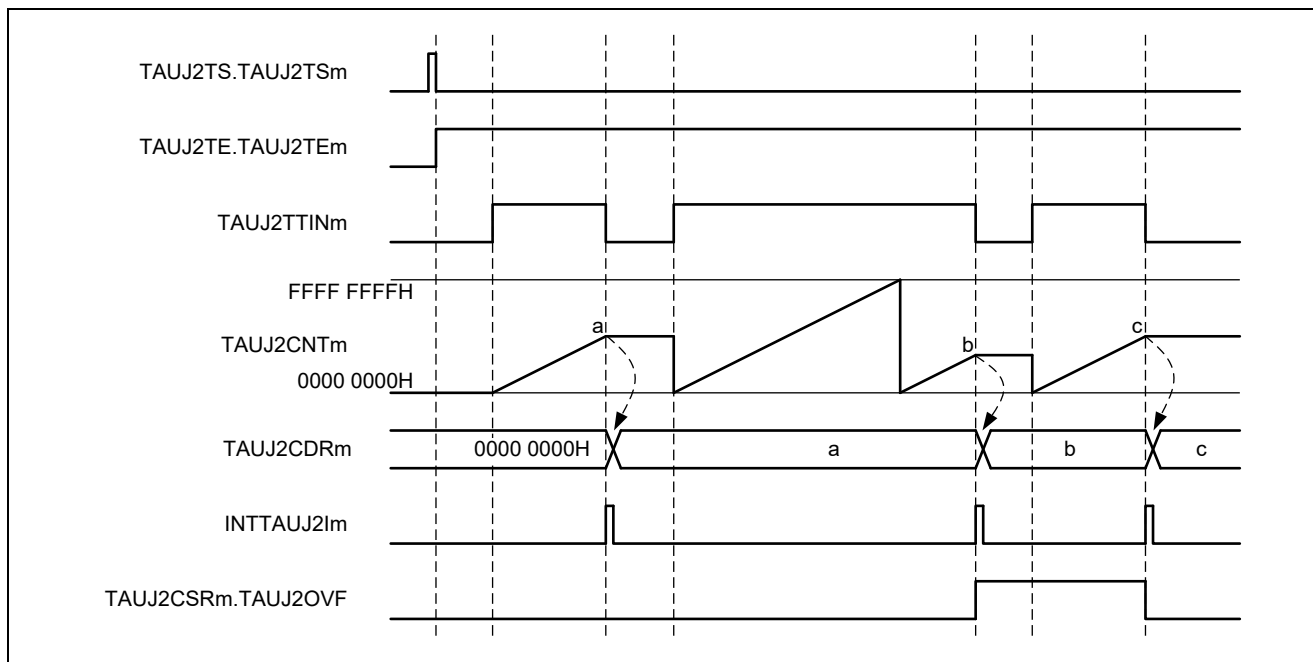 TAUJ2TS.TAUJ2TSm
TAUJ2TE.TAUJ2TEm
TAUJ2TTINm
FFFF FFFFH
TAUJ2CNTm
0000 0000H
a
b
c
TAUJ2CDRm
0000 0000H
a
b
c
INTTAUJ2Im
TAUJ2CSRm.TAUJ2OVF